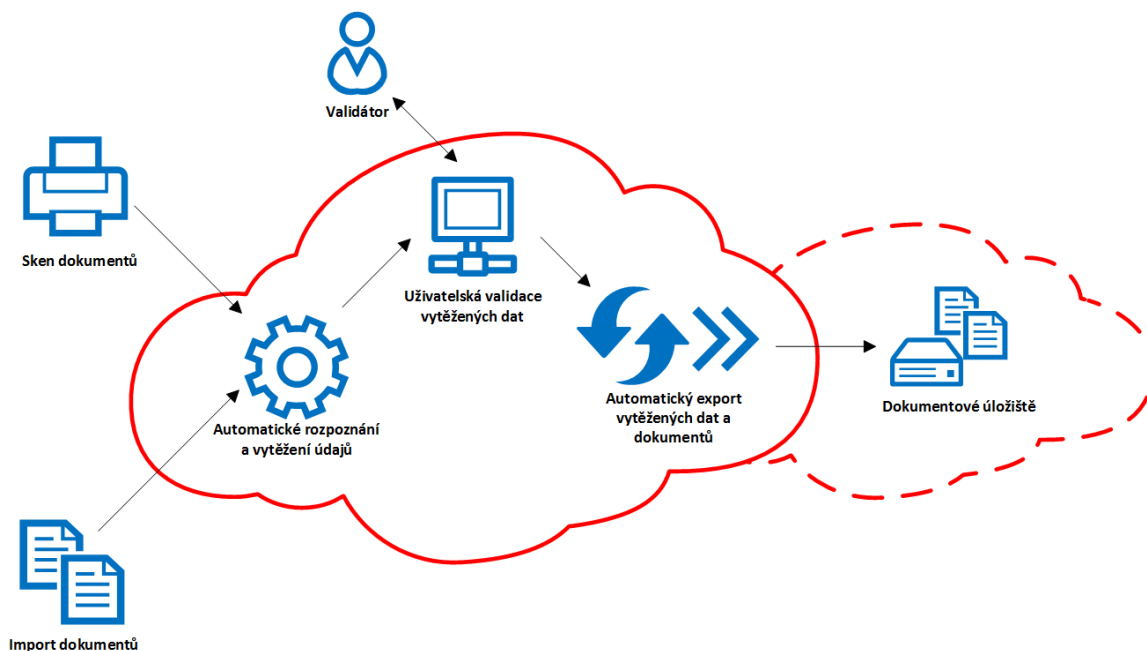 Validátor
Sken dokumentů
Uživatelská validace
vytěžených dat
Automatické rozpoznání
a vytěžení údajů
Automatický export
vytěžených dat a
dokumentů
Dokumentové úložiště
Import dokumentů